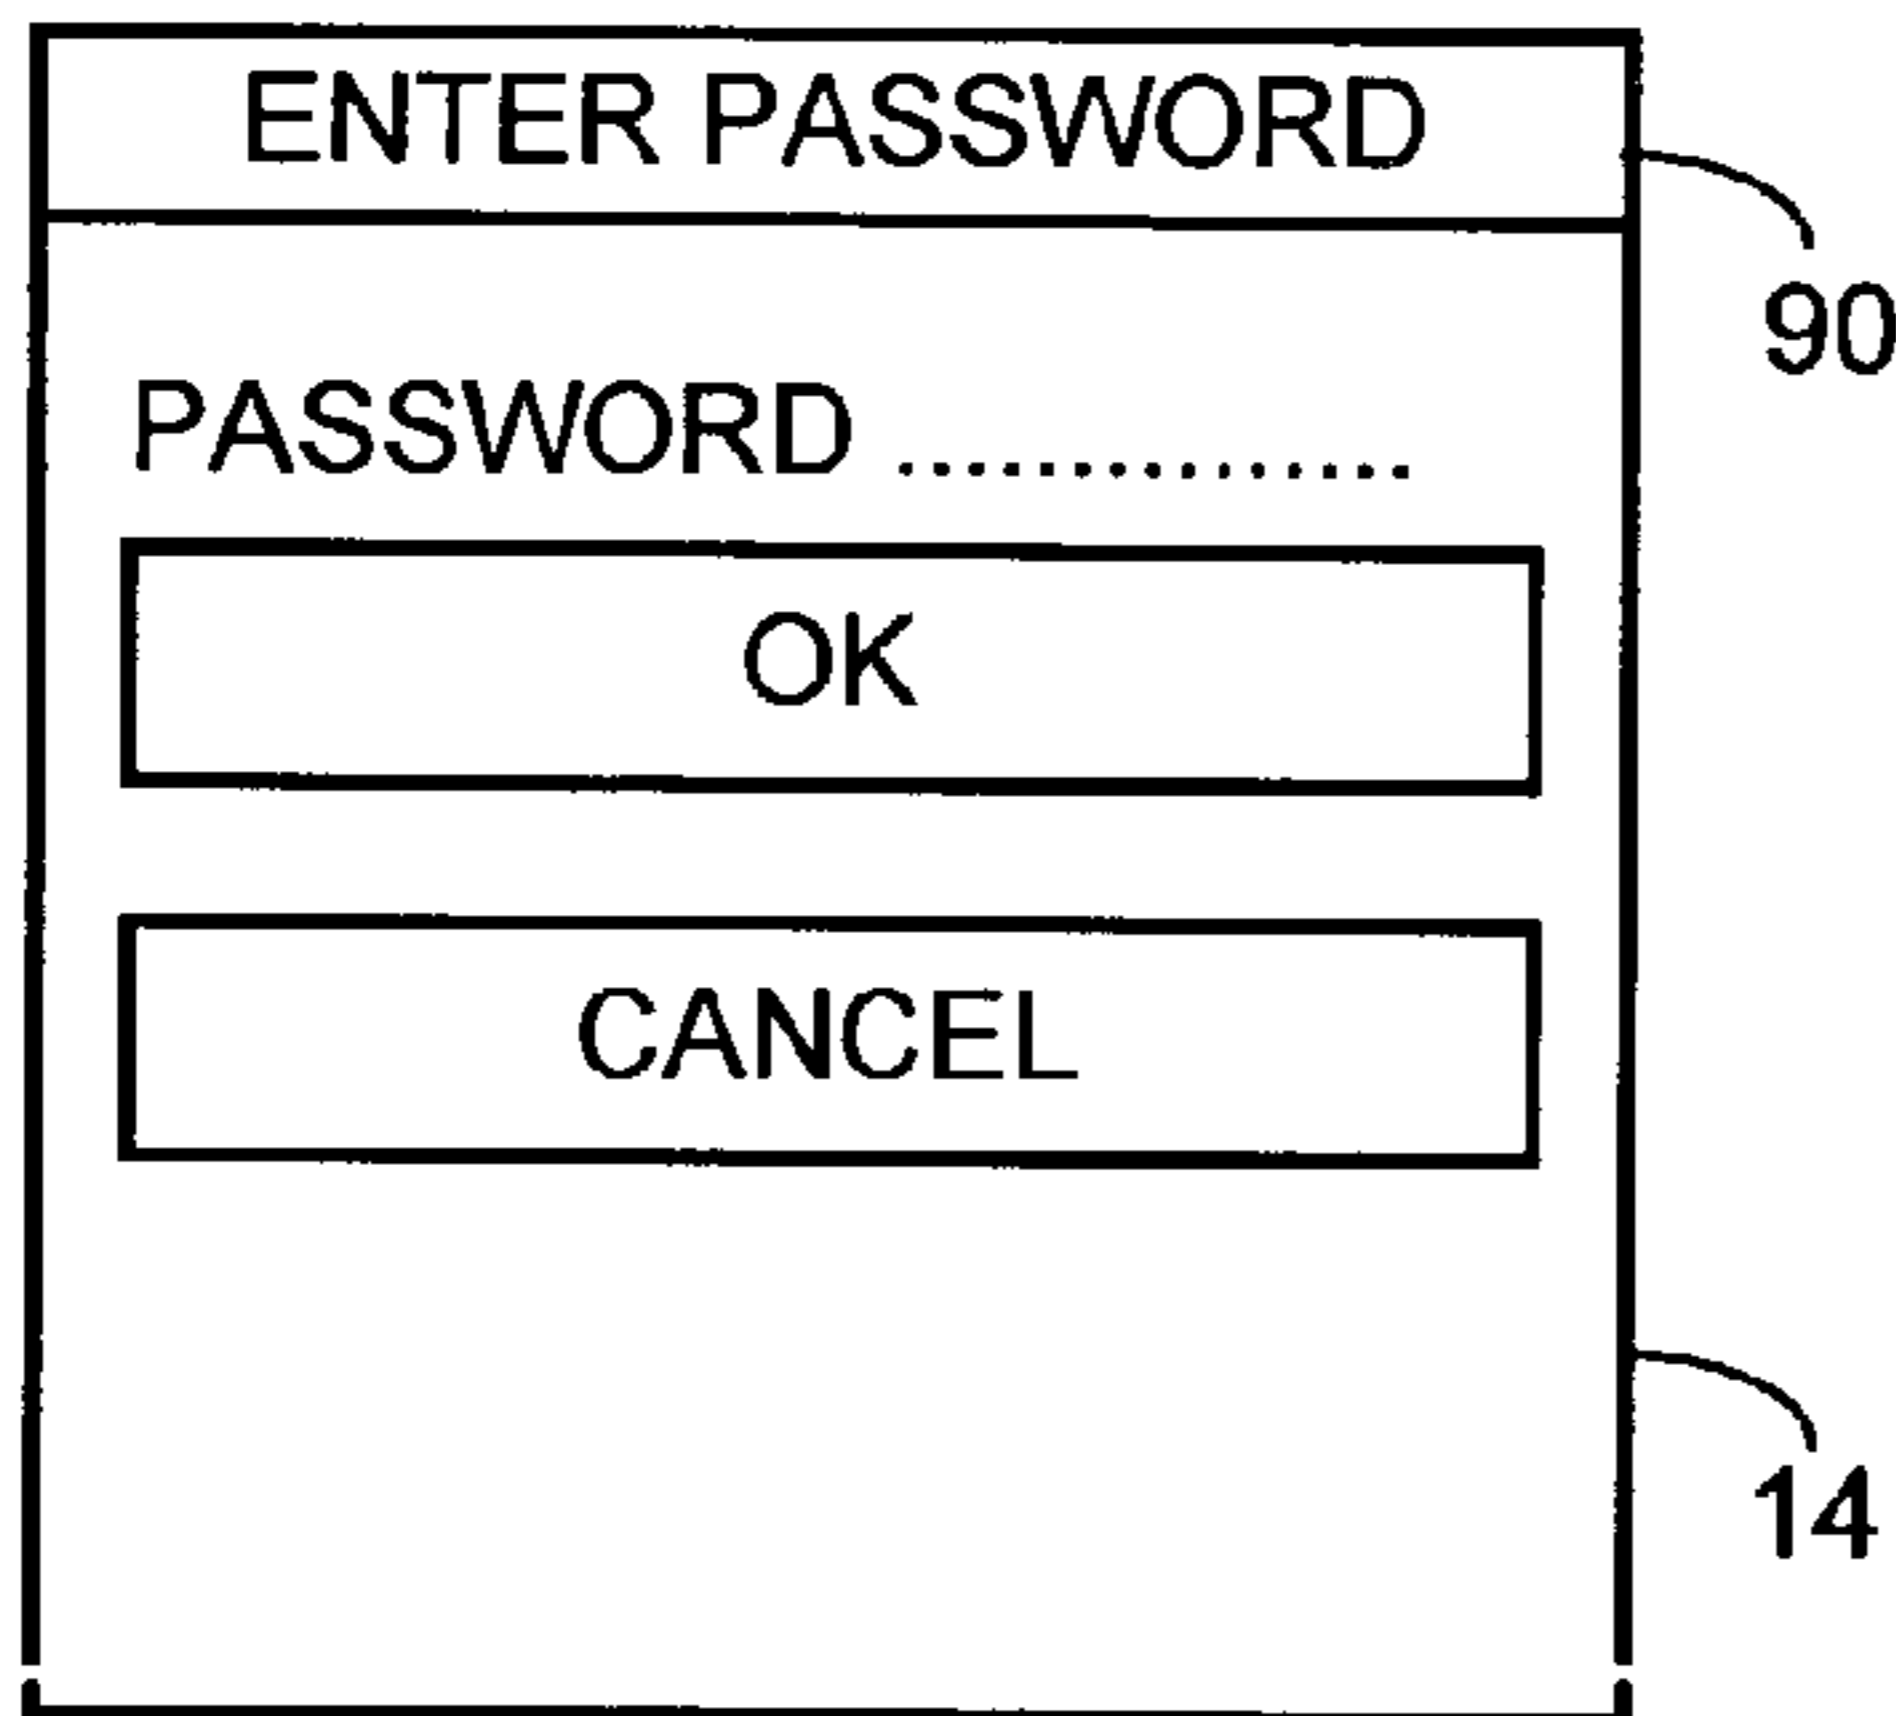 ENTER PASSWORD
90
PASSWORD ...............
OK
CANCEL
14